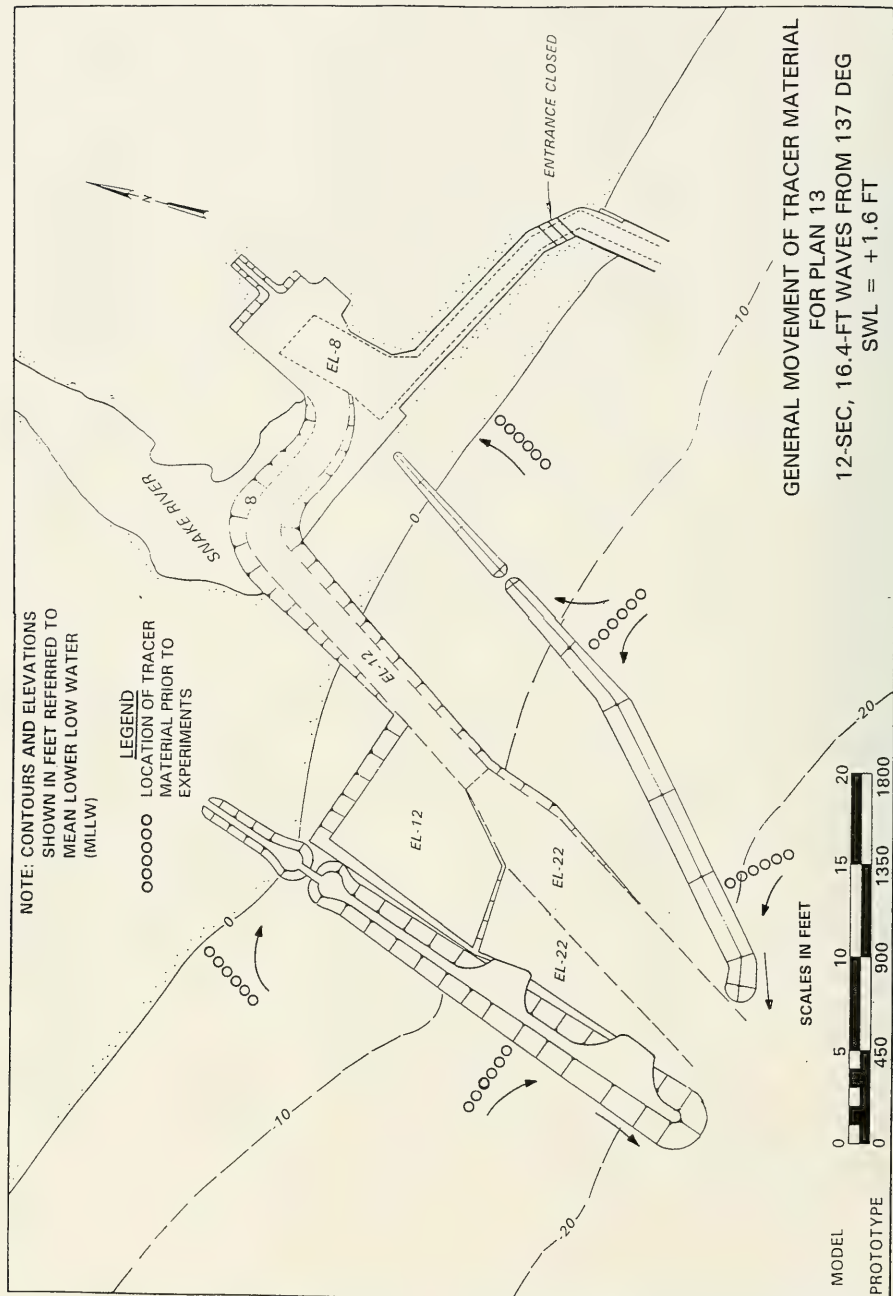 NOTE: CONTOURS AND ELEVATIONS
SHOWN IN FEET REFERRED TO
MEAN LOWER LOW WATER
(MLLW)
LEGEND
LOCATION OF TRACER
MATERIAL PRIOR TO
EXPERIMENTS
SNAKE RIVER
N
ENTRANCE CLOSED
EL-8
8
0
0
EL-12
EL-12
EL-22
EL-22
-10
-10
-20
-20
SCALES IN FEET
MODEL
0 5 10 15 20
PROTOTYPE
0 450 900 1350 1800
GENERAL MOVEMENT OF TRACER MATERIAL
FOR PLAN 13
12-SEC, 16.4-FT WAVES FROM 137 DEG
SWL = +1.6 FT